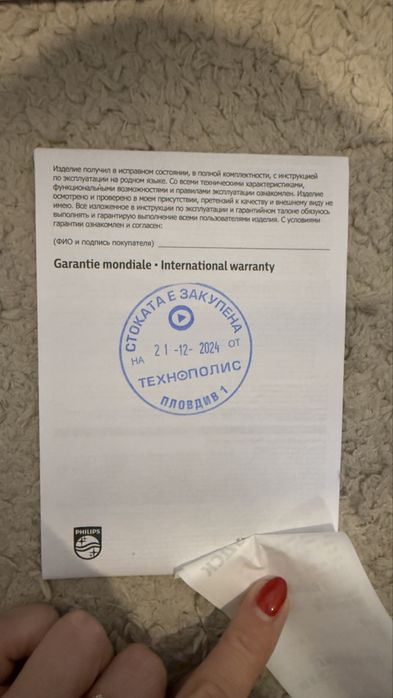 Изделие получил в исправном состоянии, в полной комплектности, с инструкцией
по эксплуатации на родном языке. Со всеми техническими характеристиками,
функциональными возможностями и правилами эксплуатации ознакомлен. Изделие
осмотрено и проверено в моем присутствии, претензий к качеству и внешнему виду не
имею. Все изложенное в инструкции по эксплуатации и гарантийном талоне обязуюсь
выполнять и гарантирую выполнение всеми пользователями изделия. С условиями
гарантии ознакомлен и согласен:
(ФИО и подпись покупателя)
Garantie mondiale • International warranty
СТОКАТА Е ЗАКУПЕНА
НА 21-12-2024 ОТ
ТЕХНОПОЛИС
ПЛОВДИВ 1
PHILIPS